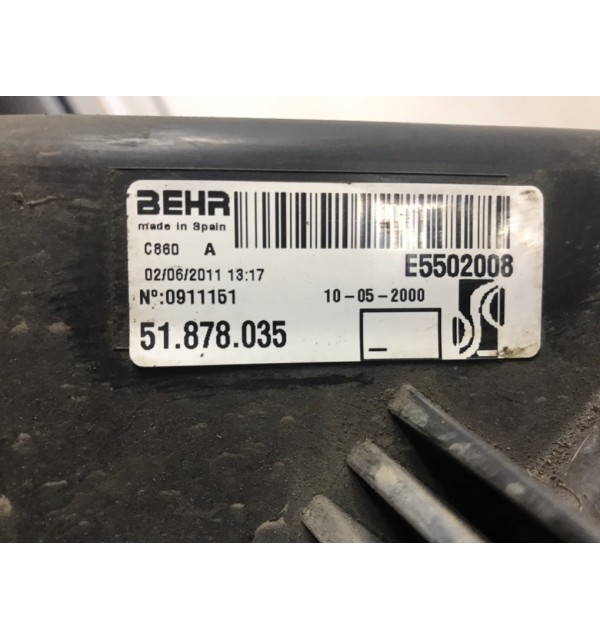 BEHR
made in Spain
C860 A
E5502008
02/06/2011 13:17
Nº:0911151 10-05-2000
51.878.035